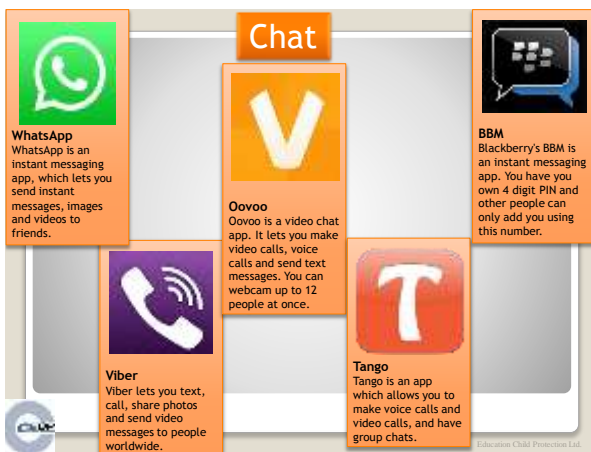 Chat
WhatsApp
WhatsApp is an
instant messaging
app, which lets you
send instant
messages, images
and videos to
friends.
Oovoo
Oovoo is a video chat
app. It lets you make
video calls, voice
calls and send text
messages. You can
webcam up to 12
people at once.
BBM
Blackberry's BBM is
an instant messaging
app. You have you
own 4 digit PIN and
other people can
only add you using
this number.
Viber
Viber lets you text,
call, share photos
and send video
messages to people
worldwide.
Tango
Tango is an app
which allows you to
make voice calls and
video calls, and have
group chats.
Education Child Protection Ltd.